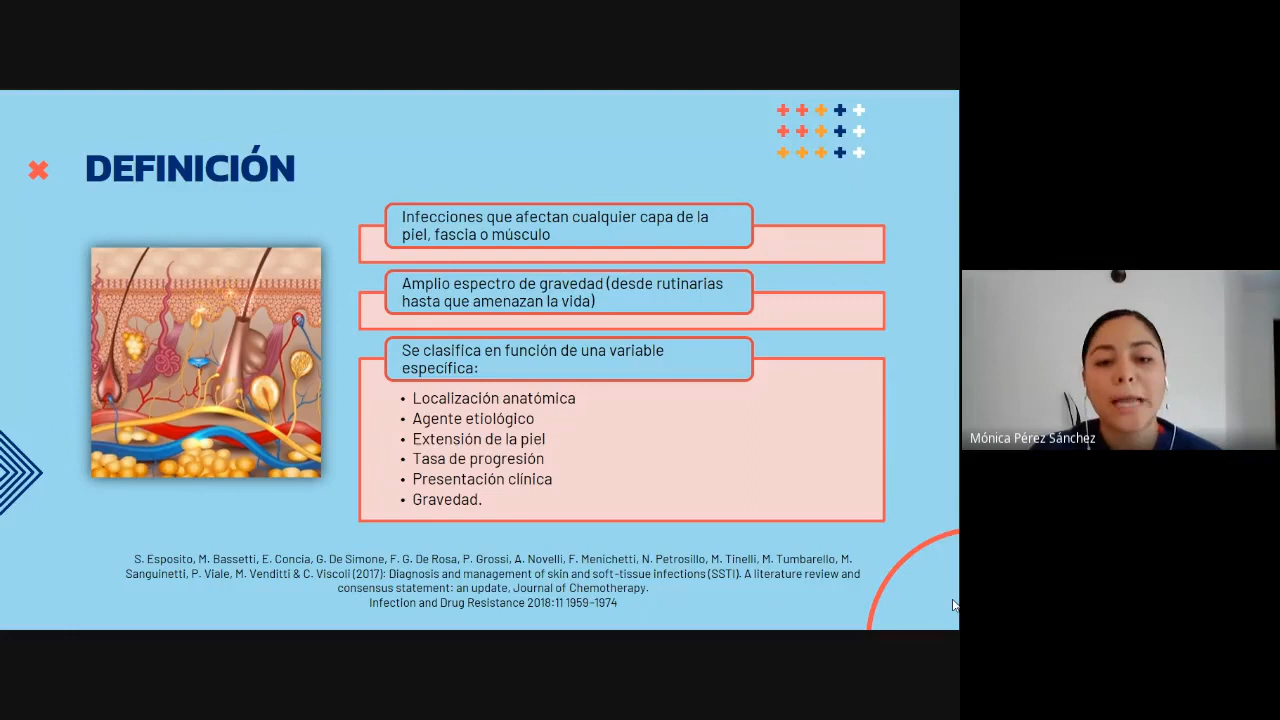 DEFINICIÓN
Infecciones que afectan cualquier capa de la
piel, fascia o músculo
Amplio espectro de gravedad (desde rutinarias
hasta que amenazan la vida)
Se clasifica en función de una variable
específica:
• Localización anatómica
• Agente etiológico
• Extensión de la piel
• Tasa de progresión
• Presentación clínica
• Gravedad.
S. Esposito, M. Bassetti, E. Concia, G. De Simone, F. G. De Rosa, P. Grossi, A. Novelli, F. Menichetti, N. Petrosillo, M. Tinelli, M. Tumbarello, M.
Sanguinetti, P. Viale, M. Venditti & C. Viscoli (2017): Diagnosis and management of skin and soft-tissue infections (SSTI). A literature review and
consensus statement: an update, Journal of Chemotherapy.
Infection and Drug Resistance 2018:11 1959–1974
Mónica Pérez Sánchez